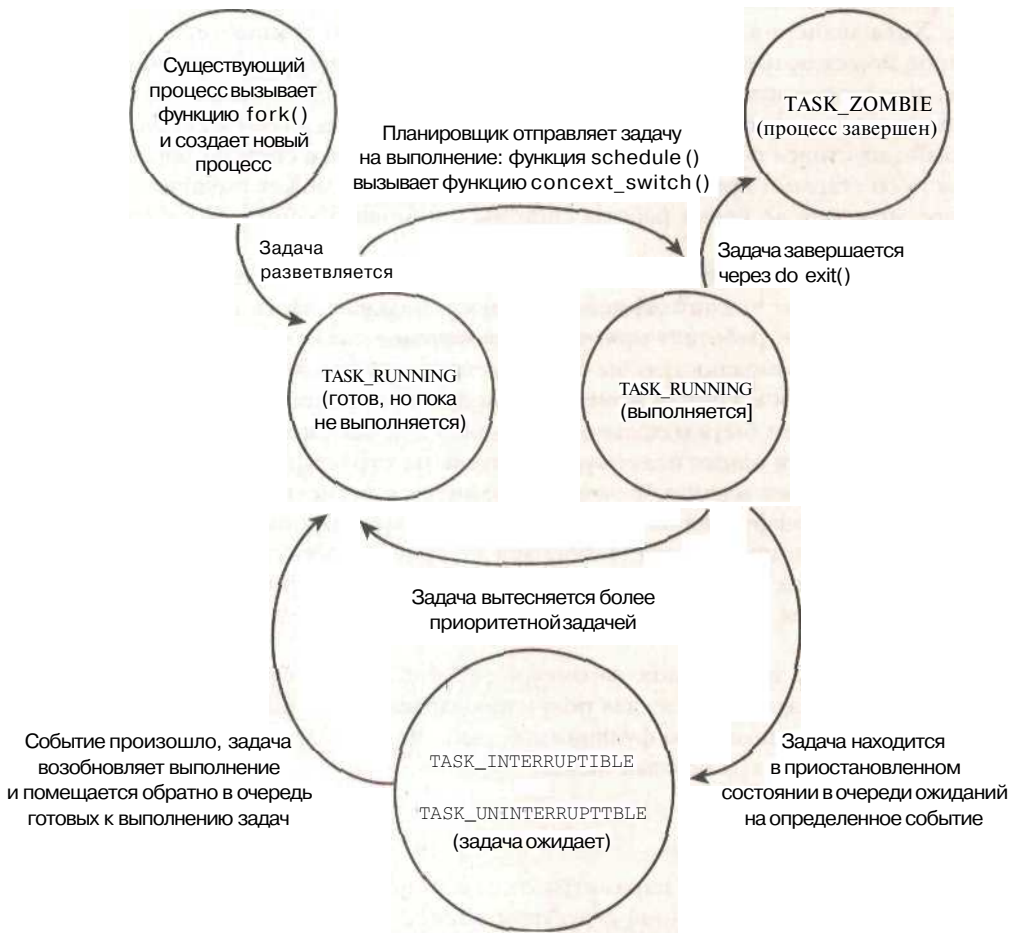 Существующий
процесс вызывает
функцию fork()
и создает новый
процесс
TASK_ZOMBIE
(процесс завершен)
Планировщик отправляет задачу
на выполнение: функция schedule ()
вызывает функцию concext_switch ()
Задача
разветвляется
Задача завершается
через do exit()
TASK_RUNNING
(готов, но пока
не выполняется)
TASK_RUNNING
(выполняется]
Задача вытесняется более
приоритетной задачей
Событие произошло, задача
возобновляет выполнение
и помещается обратно в очередь
готовых к выполнению задач
TASK_INTERRUPTIBLE
TASK_UNINTERRUPTTBLE
(задача ожидает)
Задача находится
в приостановленном
состоянии в очереди ожиданий
на определенное событие